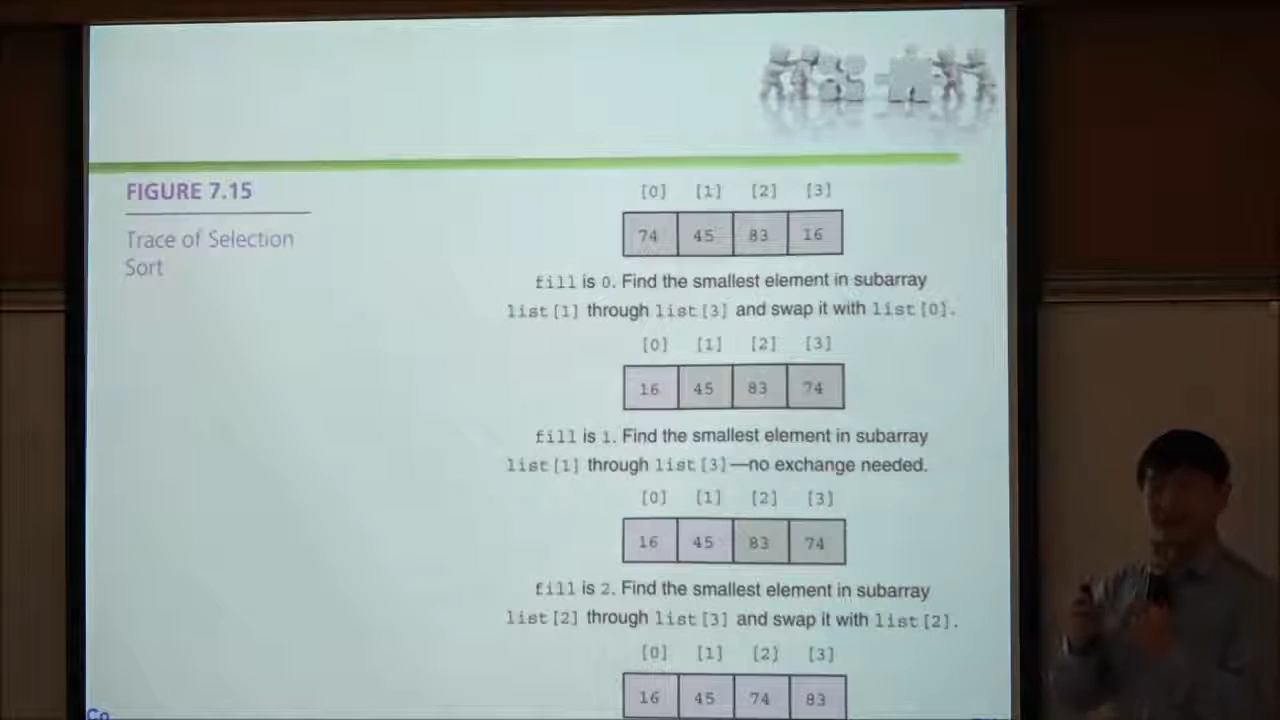 FIGURE 7.15
Trace of Selection
Sort
[0] [1] [2] [3]
74 45 83 16
fill is 0. Find the smallest element in subarray
list[1] through list[3] and swap it with list[0].
[0] [1] [2] [3]
16 45 83 74
fill is 1. Find the smallest element in subarray
list[1] through list[3]—no exchange needed.
[0] [1] [2] [3]
16 45 83 74
fill is 2. Find the smallest element in subarray
list[2] through list[3] and swap it with list[2].
[0] [1] [2] [3]
16 45 74 83